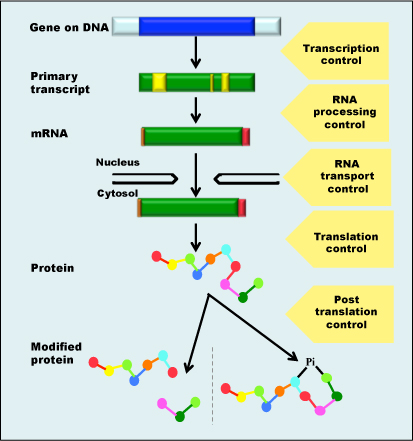 Gene on DNA
Transcription
control
Primary
transcript
RNA
processing
control
mRNA
Nucleus
RNA
transport
control
Cytosol
Translation
control
Protein
Post
translation
control
Modified
protein
Pi